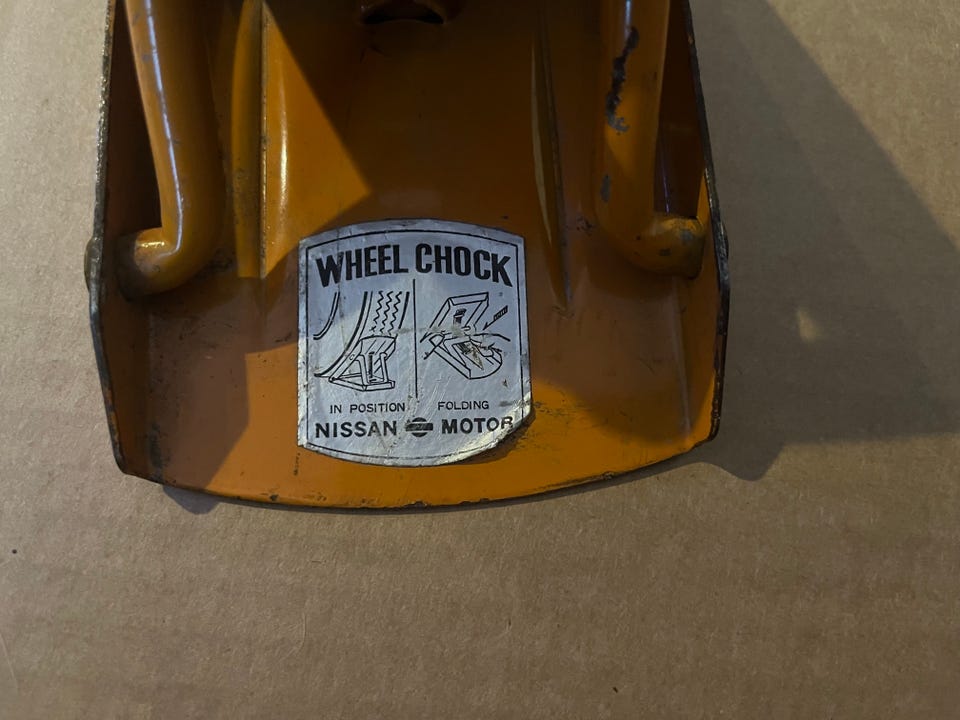 WHEEL CHOCK
IN POSITION FOLDING
NISSAN MOTOR